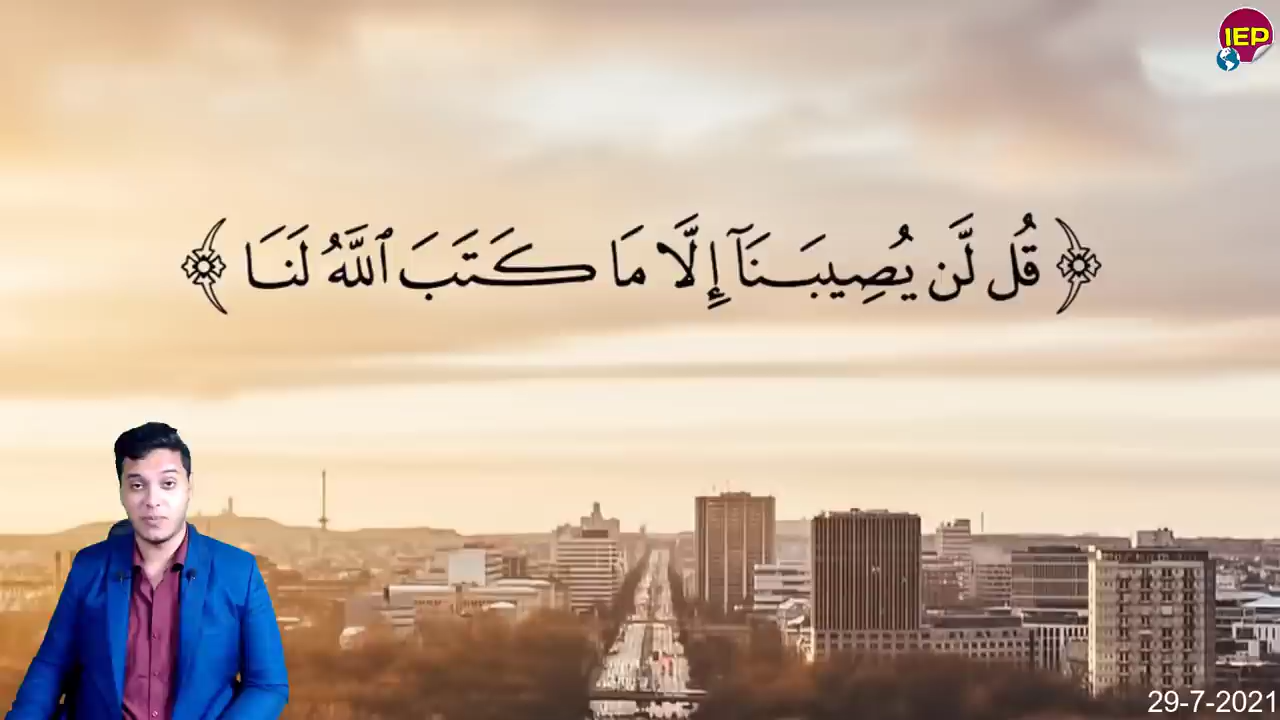 IEP
﴿قُل لَّن يُصِيبَنَآ إِلَّا مَا كَتَبَ ٱللَّهُ لَنَا﴾
29-7-2021